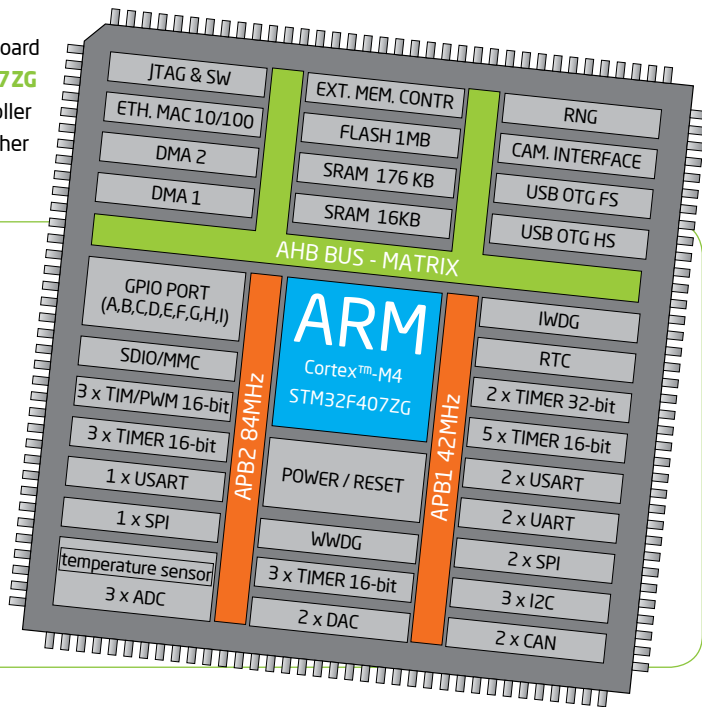 oard
7ZG
oller
her
JTAG & SW
ETH. MAC 10/100
DMA 2
DMA 1
EXT. MEM. CONTR
FLASH 1MB
SRAM 176 KB
SRAM 16KB
RNG
CAM. INTERFACE
USB OTG FS
USB OTG HS
AHB BUS - MATRIX
GPIO PORT
(A,B,C,D,E,F,G,H,I)
SDIO/MMC
3 x TIM/PWM 16-bit
3 x TIMER 16-bit
1 x USART
1 x SPI
temperature sensor
3 x ADC
APB2 84MHz
ARM
Cortex™-M4
STM32F407ZG
POWER / RESET
WWDG
3 x TIMER 16-bit
2 x DAC
APB1 42MHz
IWDG
RTC
2 x TIMER 32-bit
5 x TIMER 16-bit
2 x USART
2 x UART
2 x SPI
3 x I2C
2 x CAN